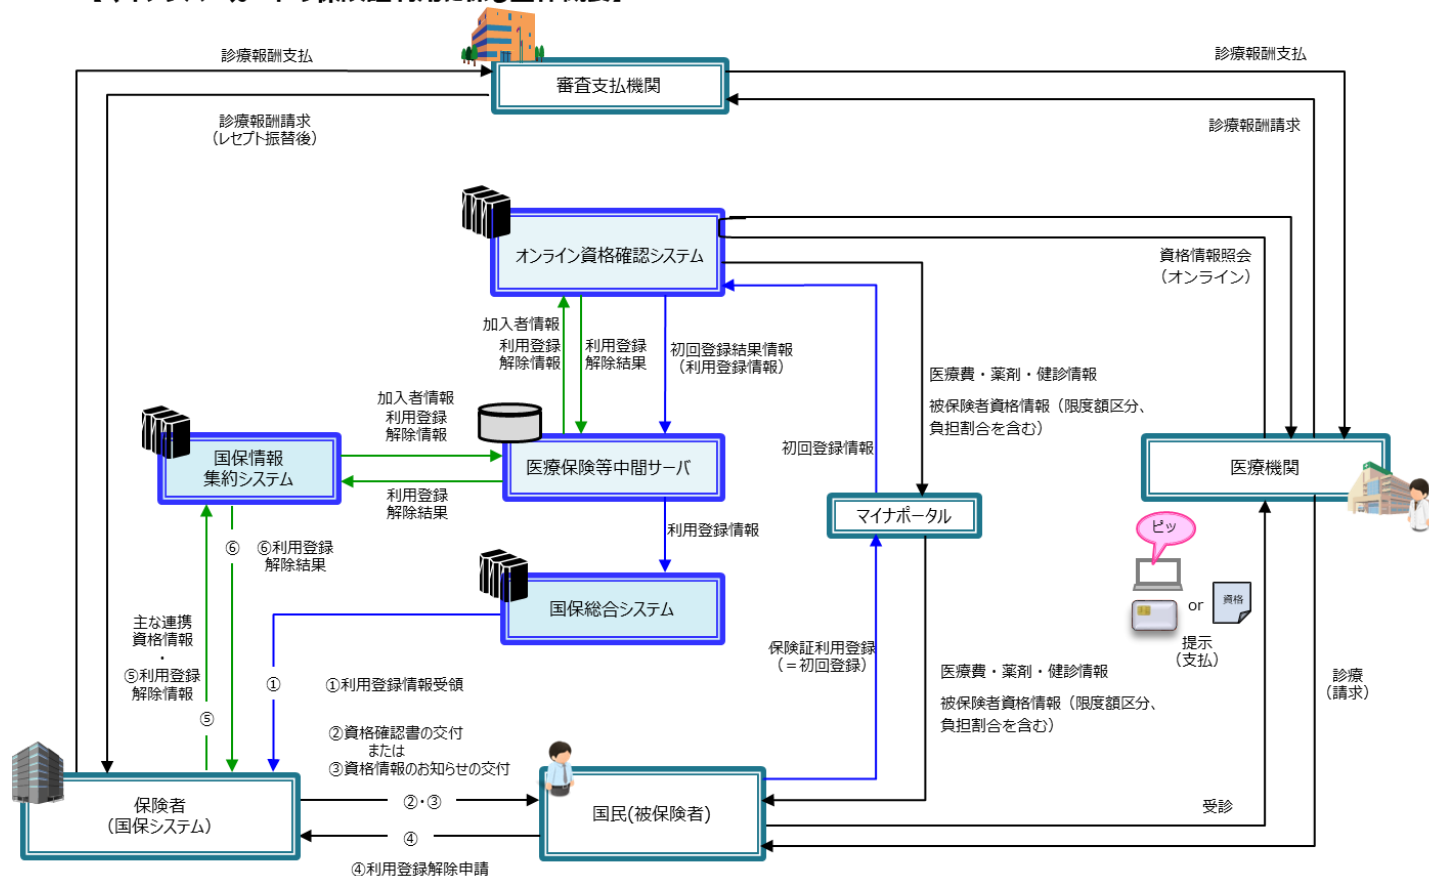 診療報酬支払
審査支払機関
診療報酬支払
診療報酬請求
(レセプト振替後)
診療報酬請求
オンライン資格確認システム
資格情報照会
(オンライン)
加入者情報
利用登録
解除情報
利用登録
解除結果
初回登録結果情報
(利用登録情報)
医療費・薬剤・健診情報
被保険者資格情報(限度額区分、
負担割合を含む)
加入者情報
利用登録
解除情報
初回登録情報
国保情報
集約システム
医療保険等中間サーバ
医療機関
利用登録
解除結果
利用登録情報
マイナポータル
ピッ
⑥
⑥利用登録
解除結果
国保総合システム
or
資格
提示
(支払)
主な連携
資格情報
・
⑤利用登録
解除情報
⑤
①
①利用登録情報受領
保険証利用登録
(=初回登録)
医療費・薬剤・健診情報
被保険者資格情報(限度額区分、
負担割合を含む)
診療
(請求)
②資格確認書の交付
または
③資格情報のお知らせの交付
保険者
(国保システム)
②・③
④
④利用登録解除申請
国民(被保険者)
受診